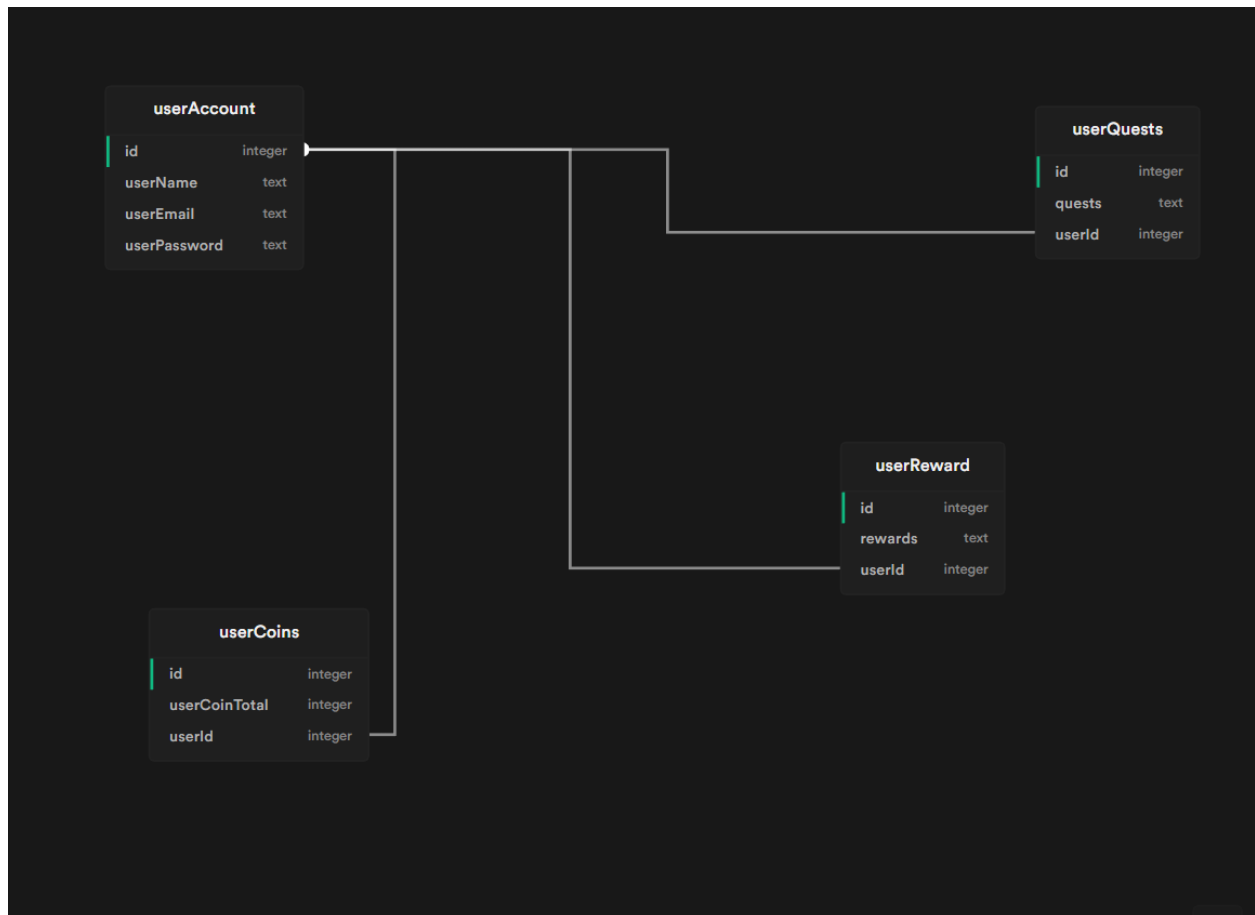 userAccount
id integer
userName text
userEmail text
userPassword text
userQuests
id integer
quests text
userId integer
userReward
id integer
rewards text
userId integer
userCoins
id integer
userCoinTotal integer
userId integer